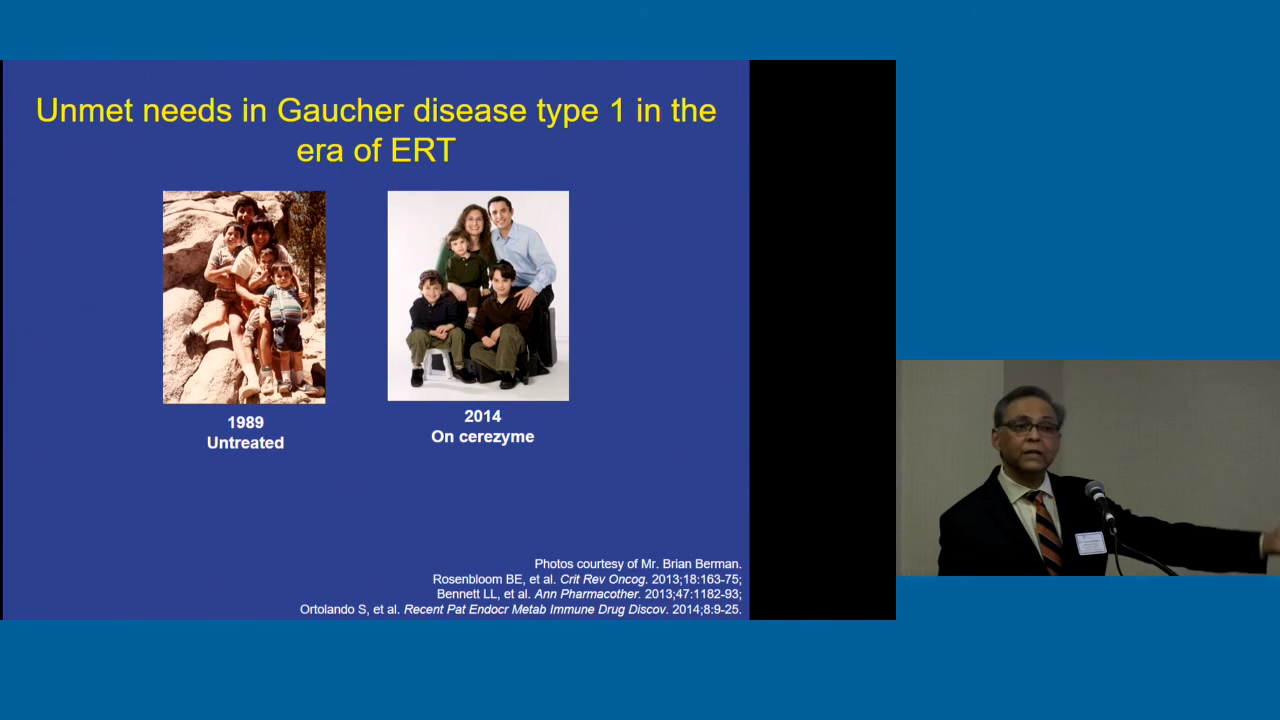 Unmet needs in Gaucher disease type 1 in the
era of ERT
1989
Untreated
2014
On cerezyme
Photos courtesy of Mr. Brian Berman.
Rosenbloom BE, et al. Crit Rev Oncog. 2013;18:163-75;
Bennett LL, et al. Ann Pharmacother. 2013;47:1182-93;
Ortolando S, et al. Recent Pat Endocr Metab Immune Drug Discov. 2014;8:9-25.